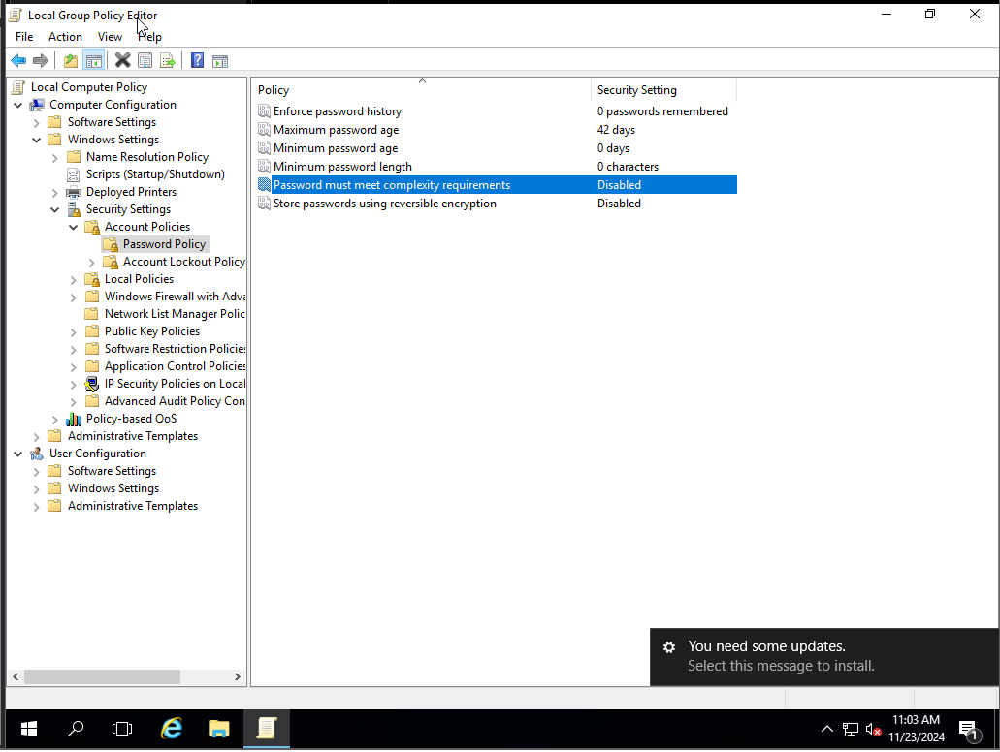 Local Group Policy Editor
File Action View Help
Local Computer Policy
Computer Configuration
Software Settings
Windows Settings
Name Resolution Policy
Scripts (Startup/Shutdown)
Deployed Printers
Security Settings
Account Policies
Password Policy
Account Lockout Policy
Local Policies
Windows Firewall with Adva
Network List Manager Polic
Public Key Policies
Software Restriction Policies
Application Control Policies
IP Security Policies on Local
Advanced Audit Policy Con
Policy-based QoS
Administrative Templates
User Configuration
Software Settings
Windows Settings
Administrative Templates
Policy Security Setting
Enforce password history 0 passwords remembered
Maximum password age 42 days
Minimum password age 0 days
Minimum password length 0 characters
Password must meet complexity requirements Disabled
Store passwords using reversible encryption Disabled
You need some updates.
Select this message to install.
11:03 AM
11/23/2024
1